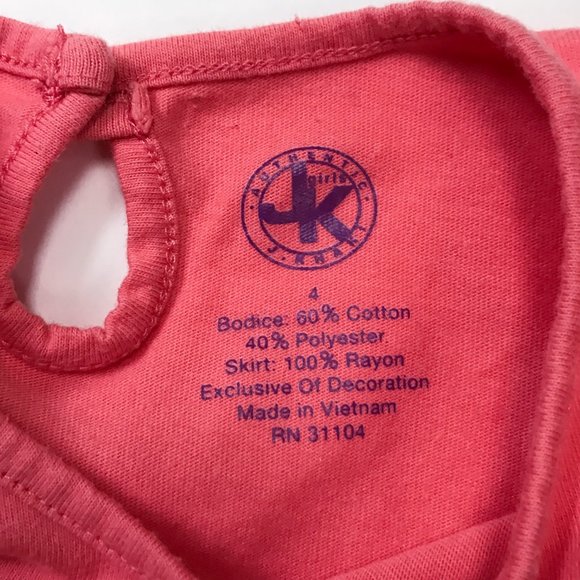 AUTHENTIC
girls
JK
J. KHAKI
4
Bodice: 60% Cotton
40% Polyester
Skirt: 100% Rayon
Exclusive Of Decoration
Made in Vietnam
RN 31104